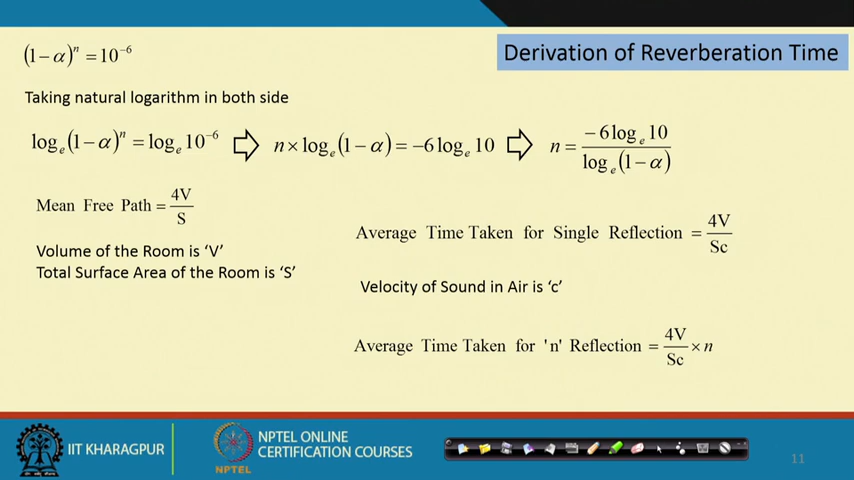 Derivation of Reverberation Time
(1−α)ⁿ = 10⁻⁶
Taking natural logarithm in both side
logₑ(1−α)ⁿ = logₑ10⁻⁶ ⇨ n × logₑ(1−α) = −6 logₑ 10 ⇨ n = −6 logₑ 10 / logₑ(1−α)
Mean Free Path = 4V / S
Volume of the Room is ‘V’
Total Surface Area of the Room is ‘S’
Average Time Taken for Single Reflection = 4V / Sc
Velocity of Sound in Air is ‘c’
Average Time Taken for 'n' Reflection = 4V / Sc × n
IIT KHARAGPUR
NPTEL
NPTEL ONLINE
CERTIFICATION COURSES
11